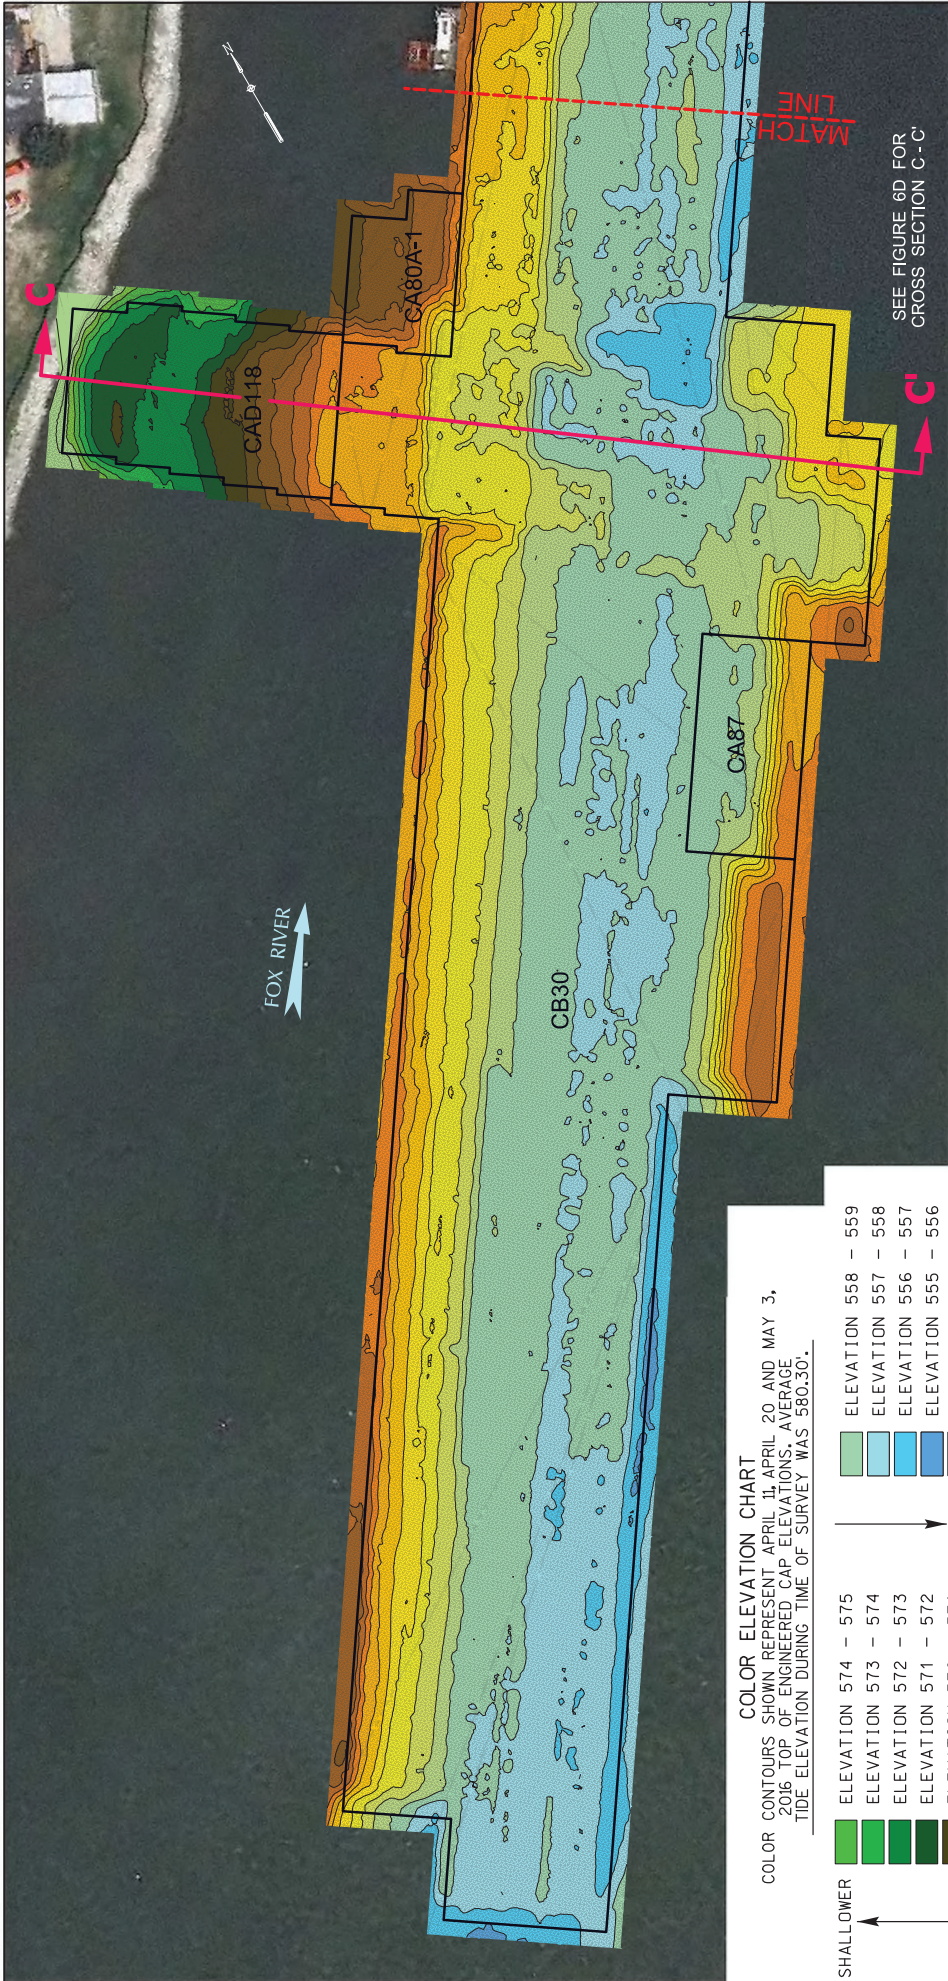 C
N
CAD118
CA80A-1
MATCH
LINE
SEE FIGURE 6D FOR
CROSS SECTION C-C'
C'
CA87
FOX RIVER
CB30
COLOR ELEVATION CHART
COLOR CONTOURS SHOWN REPRESENT APRIL 11, APRIL 20 AND MAY 3,
2016 TOP OF ENGINEERED CAP ELEVATIONS. AVERAGE
TIDE ELEVATION DURING TIME OF SURVEY WAS 580.30'.
SHALLOWER
ELEVATION 574 - 575
ELEVATION 573 - 574
ELEVATION 572 - 573
ELEVATION 571 - 572
ELEVATION 558 - 559
ELEVATION 557 - 558
ELEVATION 556 - 557
ELEVATION 555 - 556